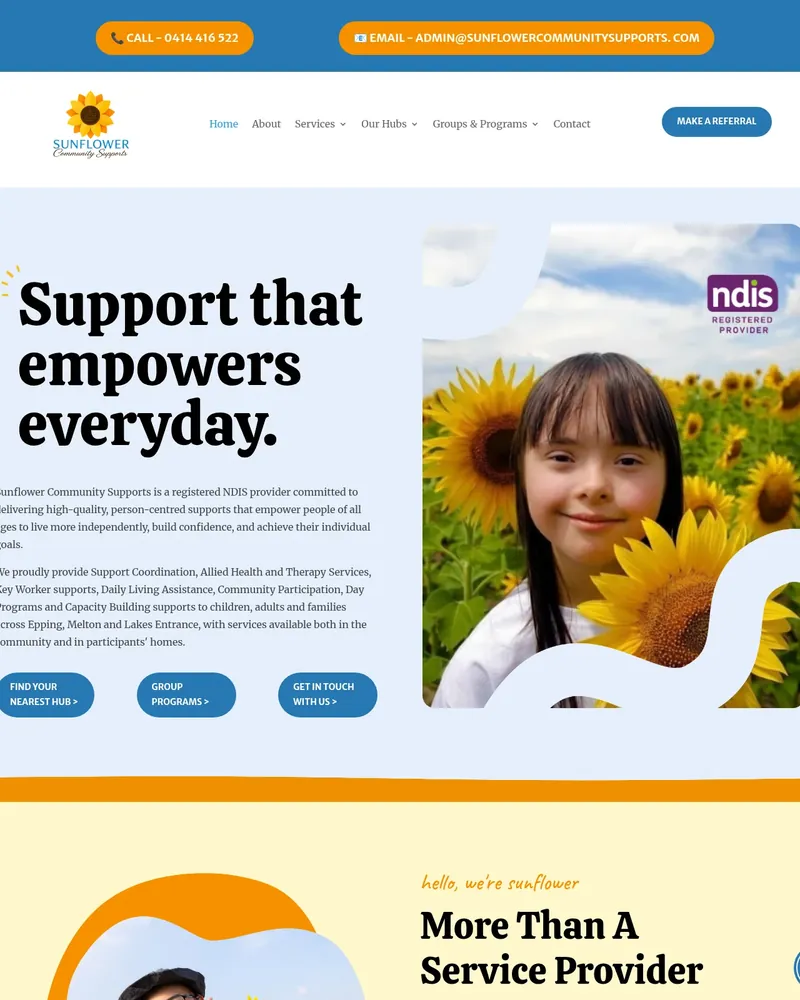 📞 CALL - 0414 416 522
📧 EMAIL - ADMIN@SUNFLOWERCOMMUNITYSUPPORTS. COM
SUNFLOWER
Community Supports
Home
About
Services
Our Hubs
Groups & Programs
Contact
MAKE A REFERRAL
Support that
empowers
everyday.
ndis
REGISTERED
PROVIDER
unflower Community Supports is a registered NDIS provider committed to
delivering high-quality, person-centred supports that empower people of all
ges to live more independently, build confidence, and achieve their individual
goals.
We proudly provide Support Coordination, Allied Health and Therapy Services,
Key Worker supports, Daily Living Assistance, Community Participation, Day
Programs and Capacity Building supports to children, adults and families
cross Epping, Melton and Lakes Entrance, with services available both in the
ommunity and in participants' homes.
FIND YOUR
NEAREST HUB >
GROUP
PROGRAMS >
GET IN TOUCH
WITH US >
hello, we're sunflower
More Than A
Service Provider